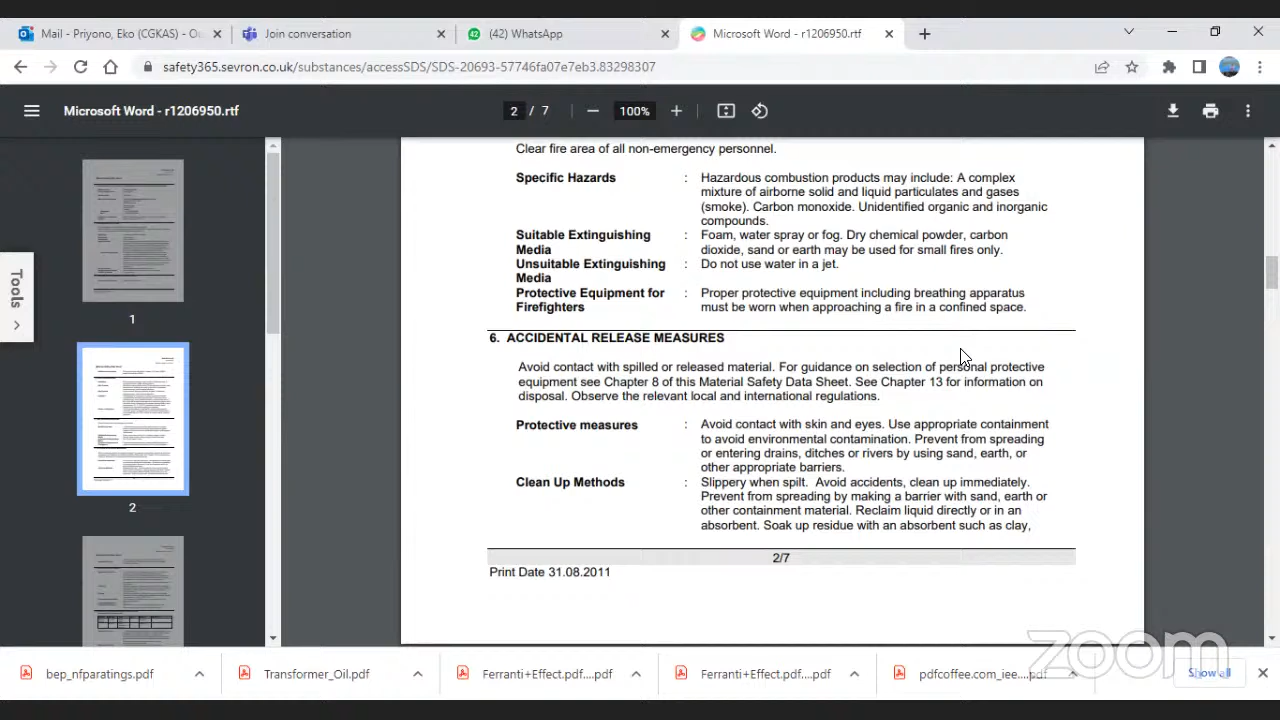 Mail - Priyono, Eko (CGKAS) - Ou
Join conversation
(42) WhatsApp
Microsoft Word - r1206950.rtf
safety365.sevron.co.uk/substances/accessSDS/SDS-20693-57746fa07e7eb3.83298307
Microsoft Word - r1206950.rtf
2 / 7
100%
Tools
1
2
Clear fire area of all non-emergency personnel.
Specific Hazards : Hazardous combustion products may include: A complex
mixture of airborne solid and liquid particulates and gases
(smoke). Carbon monoxide. Unidentified organic and inorganic
compounds.
Suitable Extinguishing : Foam, water spray or fog. Dry chemical powder, carbon
Media dioxide, sand or earth may be used for small fires only.
Unsuitable Extinguishing : Do not use water in a jet.
Media
Protective Equipment for : Proper protective equipment including breathing apparatus
Firefighters must be worn when approaching a fire in a confined space.
6. ACCIDENTAL RELEASE MEASURES
Avoid contact with spilled or released material. For guidance on selection of personal protective
equipment see Chapter 8 of this Material Safety Data Sheet. See Chapter 13 for information on
disposal. Observe the relevant local and international regulations.
Protective measures : Avoid contact with skin and eyes. Use appropriate containment
to avoid environmental contamination. Prevent from spreading
or entering drains, ditches or rivers by using sand, earth, or
other appropriate barriers.
Clean Up Methods : Slippery when spilt. Avoid accidents, clean up immediately.
Prevent from spreading by making a barrier with sand, earth or
other containment material. Reclaim liquid directly or in an
absorbent. Soak up residue with an absorbent such as clay,
2/7
Print Date 31.08.2011
zoom
bep_nfparatings.pdf
Transformer_Oil.pdf
Ferranti+Effect.pdf....pdf
Ferranti+Effect.pdf....pdf
pdfcoffee.com_iee....pdf
Show all